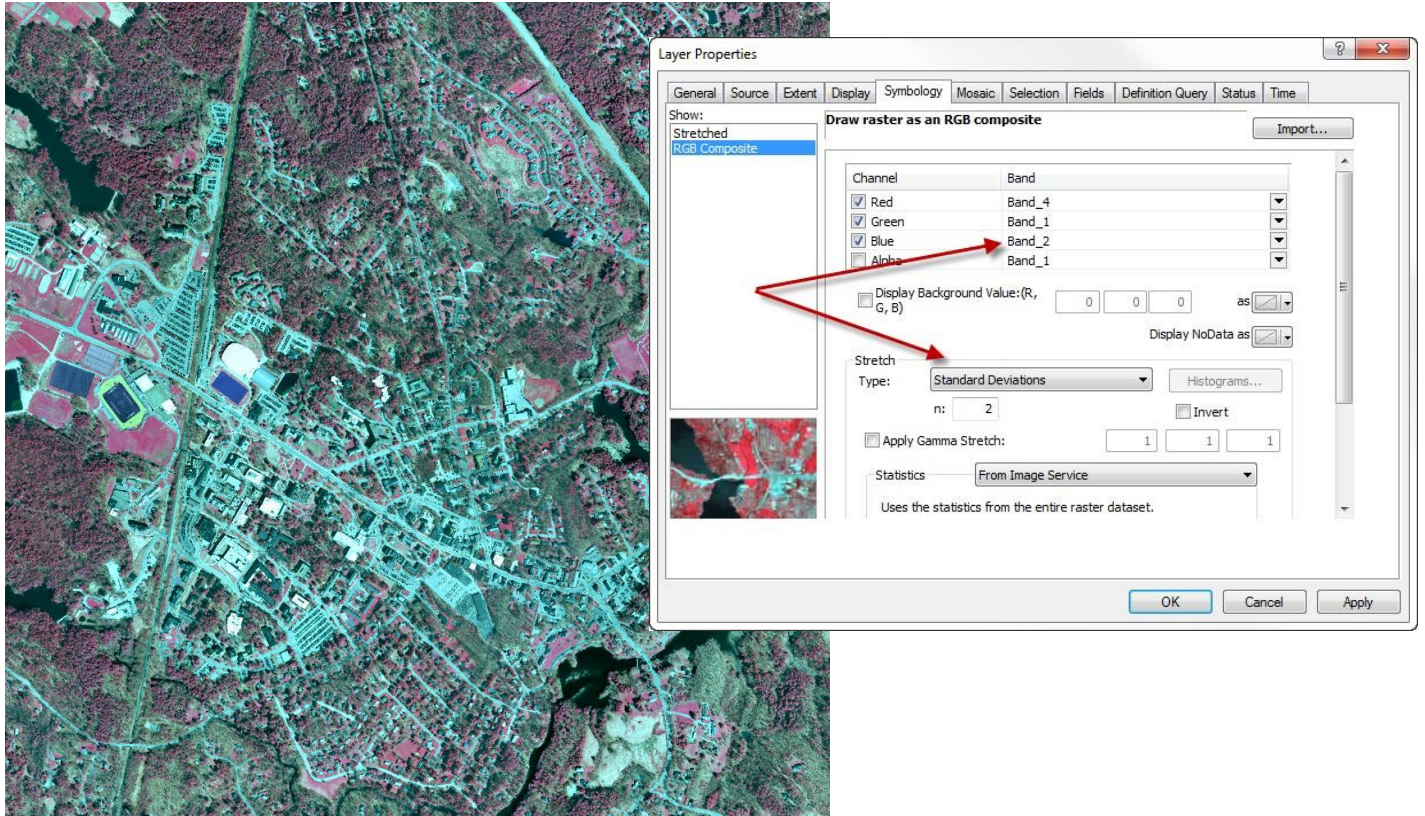 Layer Properties
General Source Extent Display Symbology Mosaic Selection Fields Definition Query Status Time
Show:
Stretched
RGB Composite
Draw raster as an RGB composite
Import...
Channel Band
Red Band_4
Green Band_1
Blue Band_2
Alpha Band_1
Display Background Value:(R,
G, B) 0 0 0 as
Display NoData as
Stretch
Type: Standard Deviations Histograms...
n: 2 Invert
Apply Gamma Stretch: 1 1 1
Statistics From Image Service
Uses the statistics from the entire raster dataset.
OK Cancel Apply